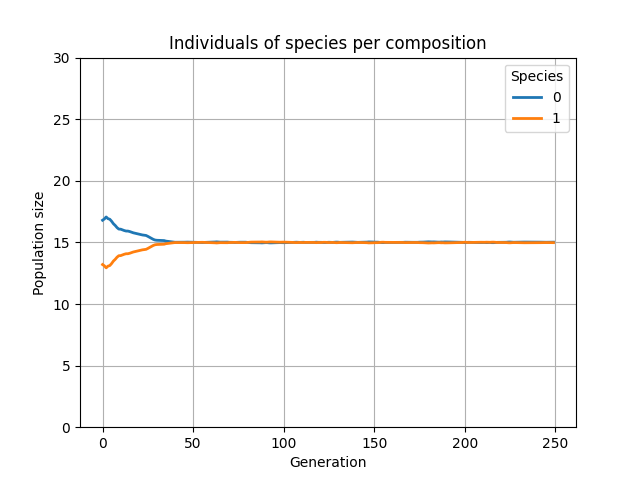 Individuals of species per composition
Species
0
1
Population size
30
25
20
15
10
5
0
0 50 100 150 200 250
Generation